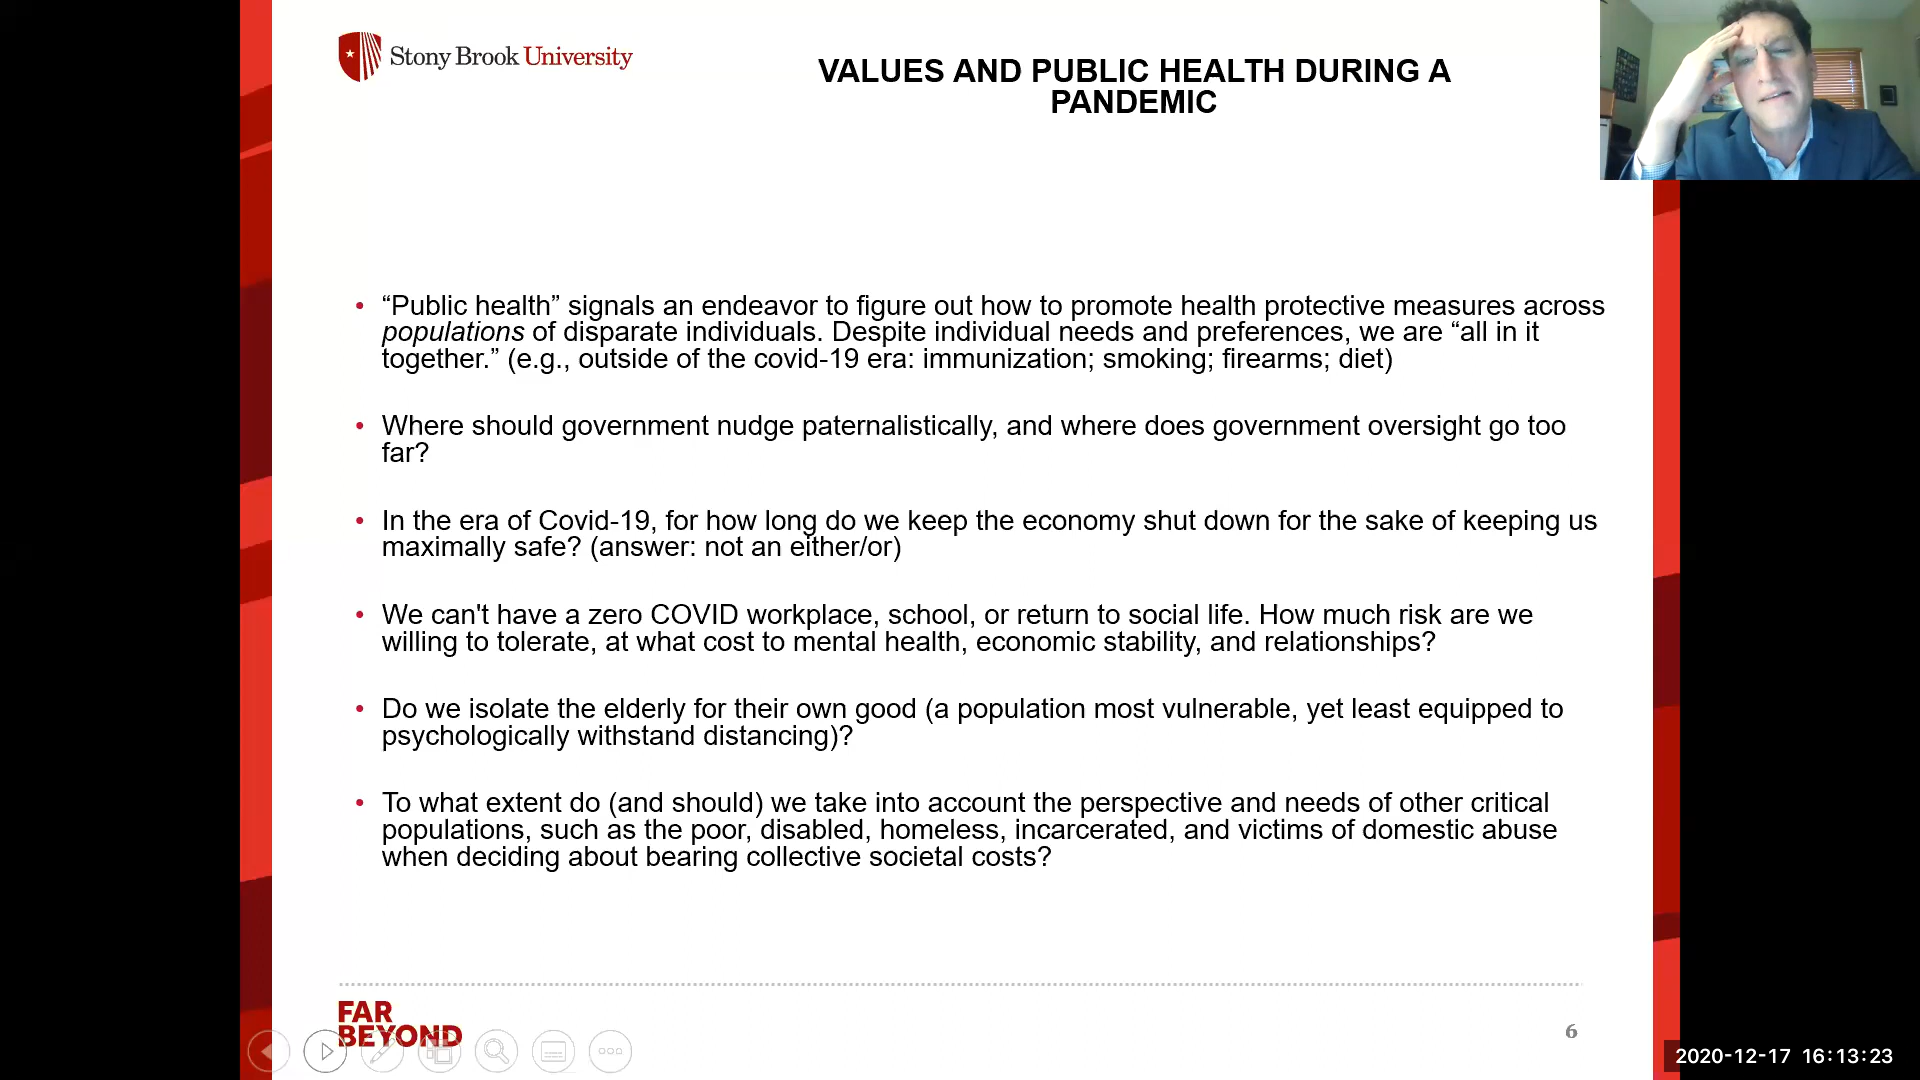 Stony Brook University
VALUES AND PUBLIC HEALTH DURING A
PANDEMIC
• “Public health” signals an endeavor to figure out how to promote health protective measures across
populations of disparate individuals. Despite individual needs and preferences, we are “all in it
together.” (e.g., outside of the covid-19 era: immunization; smoking; firearms; diet)
• Where should government nudge paternalistically, and where does government oversight go too
far?
• In the era of Covid-19, for how long do we keep the economy shut down for the sake of keeping us
maximally safe? (answer: not an either/or)
• We can't have a zero COVID workplace, school, or return to social life. How much risk are we
willing to tolerate, at what cost to mental health, economic stability, and relationships?
• Do we isolate the elderly for their own good (a population most vulnerable, yet least equipped to
psychologically withstand distancing)?
• To what extent do (and should) we take into account the perspective and needs of other critical
populations, such as the poor, disabled, homeless, incarcerated, and victims of domestic abuse
when deciding about bearing collective societal costs?
FAR
BEYOND
6
2020-12-17 16:13:23